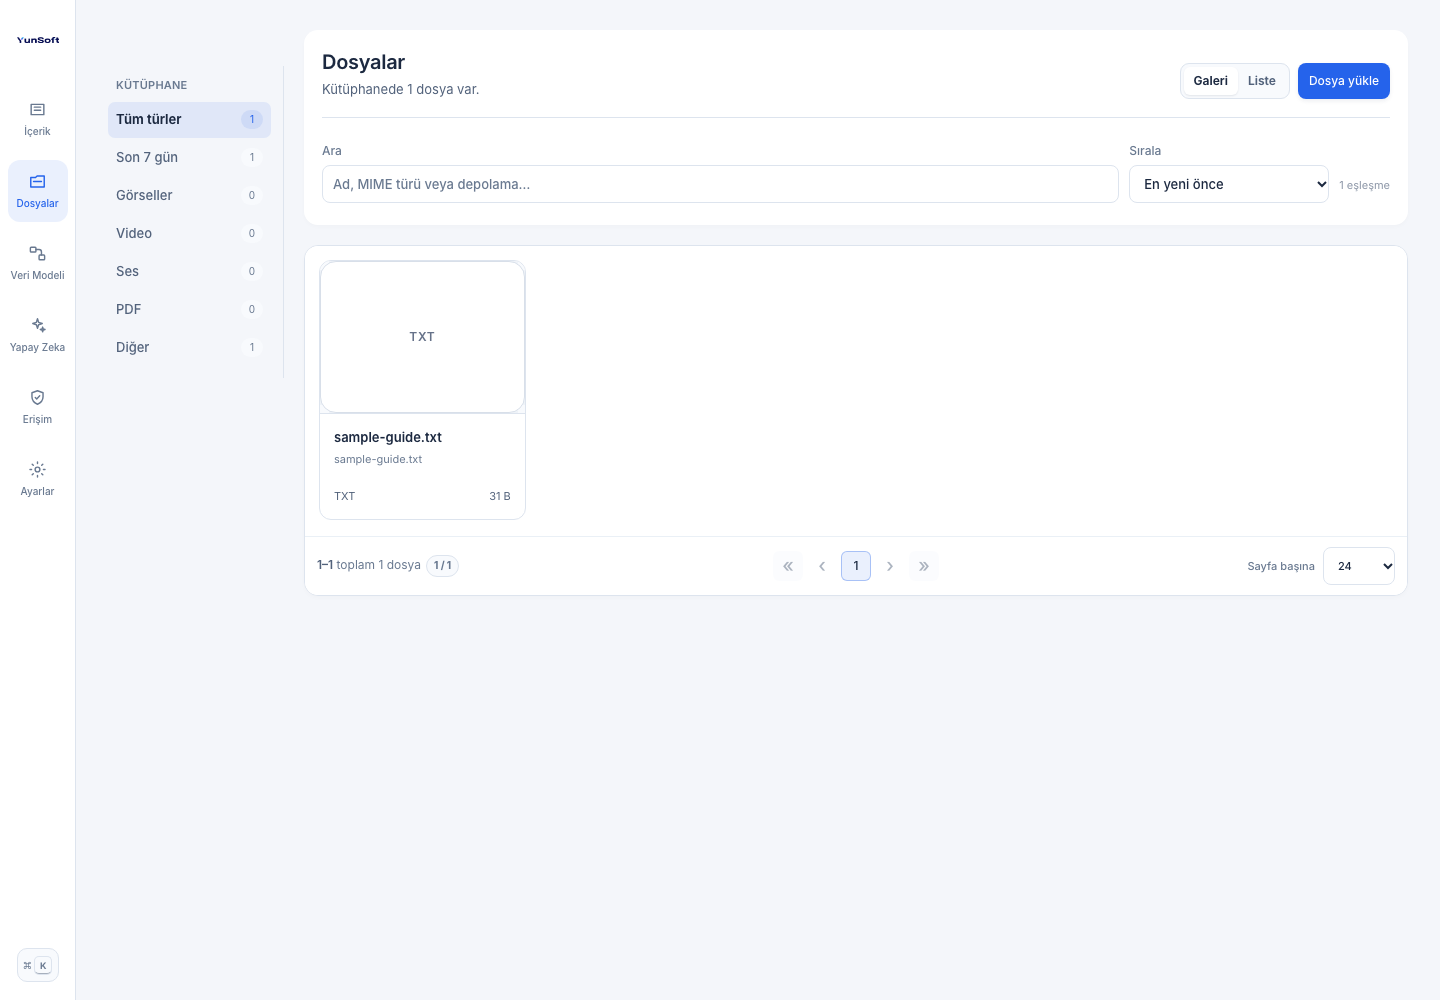 YunSoft
İçerik
Dosyalar
Veri Modeli
Yapay Zeka
Erişim
Ayarlar
⌘ K
KÜTÜPHANE
Tüm türler 1
Son 7 gün 1
Görseller 0
Video 0
Ses 0
PDF 0
Diğer 1
Dosyalar
Kütüphanede 1 dosya var.
Galeri Liste Dosya yükle
Ara
Ad, MIME türü veya depolama...
Sırala
En yeni önce
1 eşleşme
TXT
sample-guide.txt
sample-guide.txt
TXT 31 B
1–1 toplam 1 dosya 1 / 1
« ‹ 1 › »
Sayfa başına 24